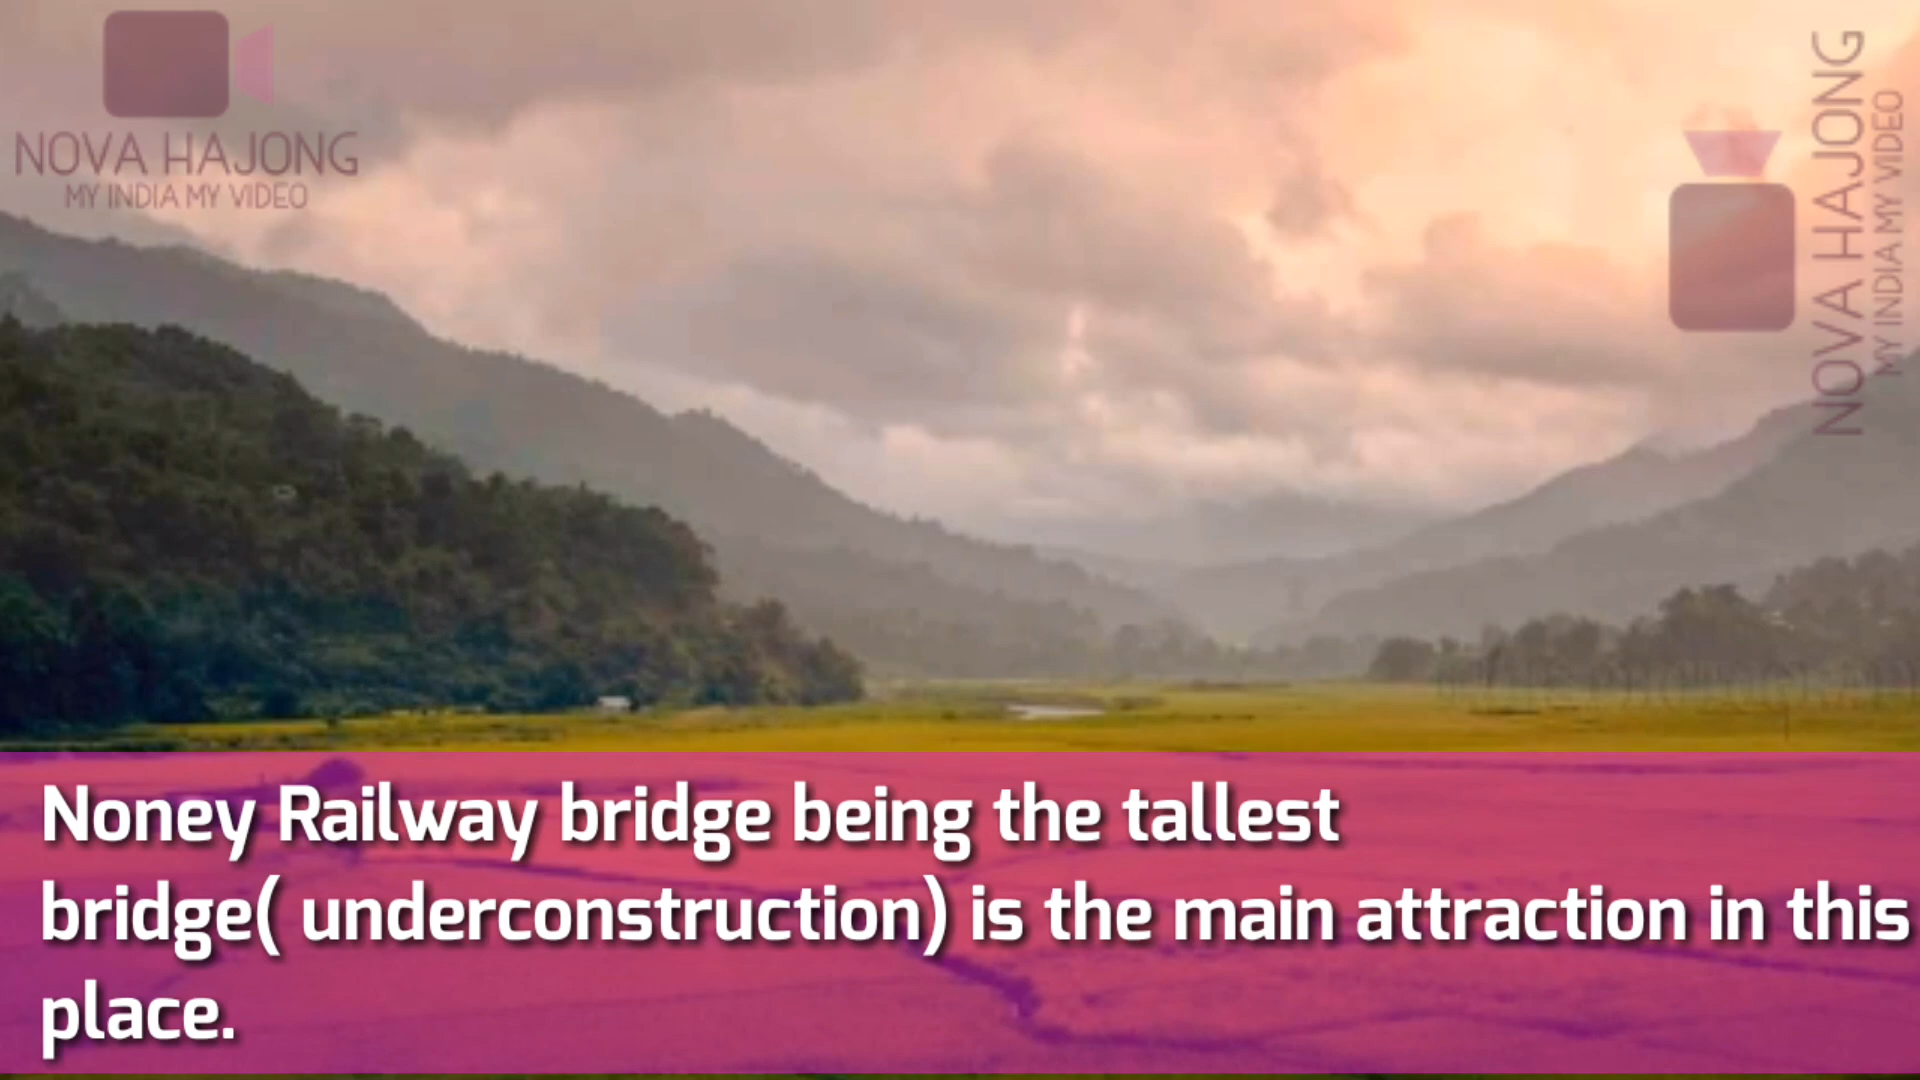 NOVA HAJONG
MY INDIA MY VIDEO
NOVA HAJONG
MY INDIA MY VIDEO
Noney Railway bridge being the tallest
bridge( underconstruction) is the main attraction in this
place.